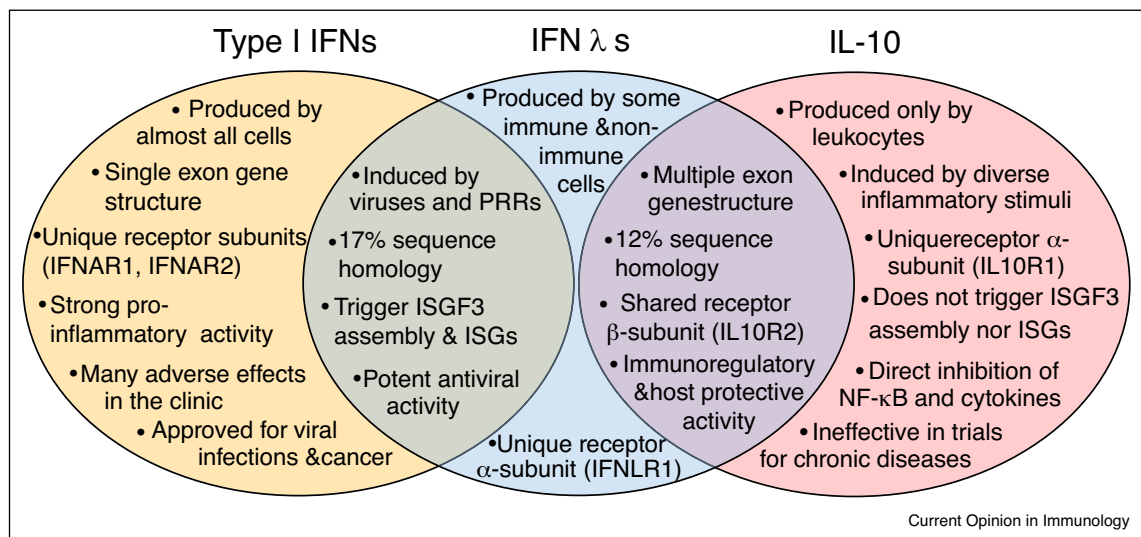 Type I IFNs
IFN λ s
IL-10
• Produced by
almost all cells
• Single exon gene
structure
•Unique receptor subunits
(IFNAR1, IFNAR2)
• Strong pro-
inflammatory activity
• Many adverse effects
in the clinic
• Approved for viral
infections &cancer
• Induced by
viruses and PRRs
•17% sequence
homology
• Trigger ISGF3
assembly & ISGs
• Potent antiviral
activity
• Produced by some
immune &non-
immune
cells
• Unique receptor
α-subunit (IFNLR1)
• Multiple exon
genestructure
•12% sequence
homology
• Shared receptor
β-subunit (IL10R2)
• Immunoregulatory
&host protective
activity
• Produced only by
leukocytes
• Induced by diverse
inflammatory stimuli
• Uniquereceptor α-
subunit (IL10R1)
• Does not trigger ISGF3
assembly nor ISGs
• Direct inhibition of
NF-κB and cytokines
• Ineffective in trials
for chronic diseases
Current Opinion in Immunology